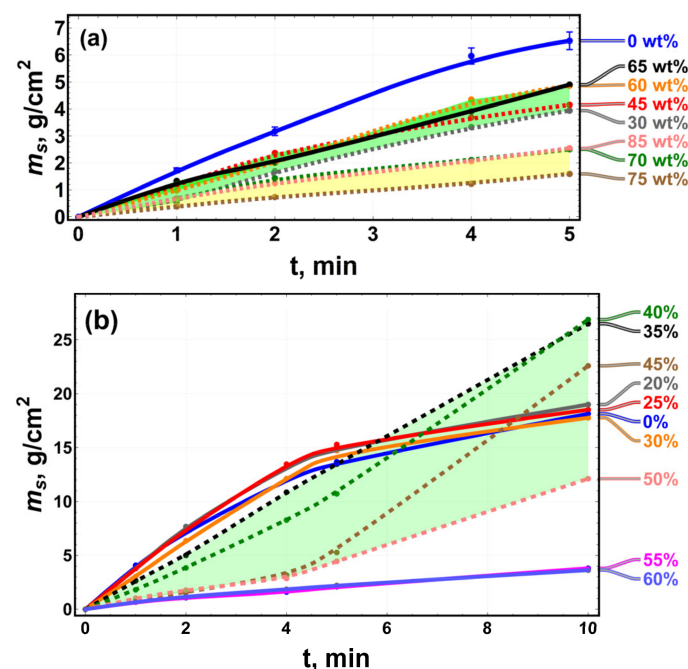 (a)
7
6
5
4
3
2
1
0
0 1 2 3 4 5
m_s, g/cm²
t, min
0 wt%
65 wt%
60 wt%
45 wt%
30 wt%
85 wt%
70 wt%
75 wt%
(b)
25
20
15
10
5
0
0 2 4 6 8 10
m_s, g/cm²
t, min
40%
35%
45%
20%
25%
0%
30%
50%
55%
60%